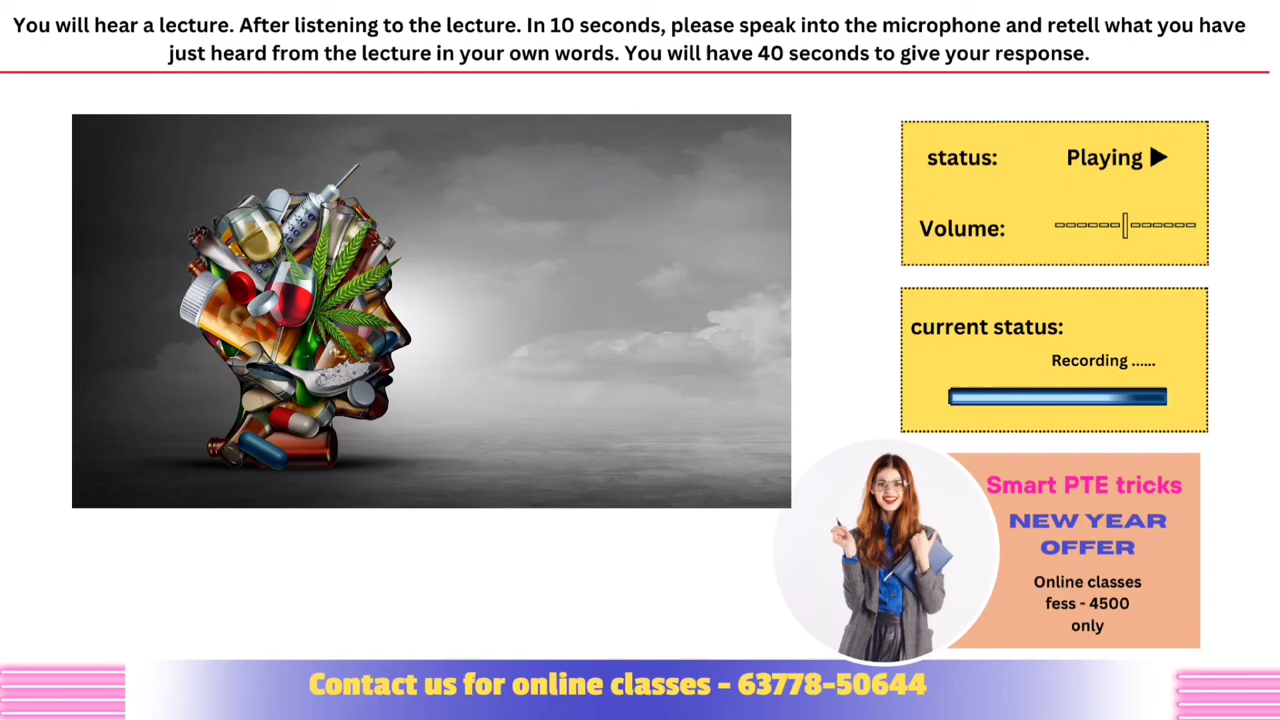 You will hear a lecture. After listening to the lecture. In 10 seconds, please speak into the microphone and retell what you have
just heard from the lecture in your own words. You will have 40 seconds to give your response.
status: Playing ▶
Volume:
current status:
Recording ......
Smart PTE tricks
NEW YEAR
OFFER
Online classes
fess - 4500
only
Contact us for online classes - 63778-50644